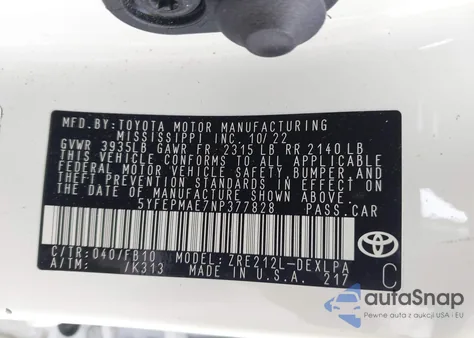 MFD.BY: TOYOTA MOTOR MANUFACTURING
MISSISSIPPI INC. 10/22
GVWR 3935LB GAWR FR 2315 LB RR 2140 LB
THIS VEHICLE CONFORMS TO ALL APPLICABLE
FEDERAL MOTOR VEHICLE SAFETY, BUMPER, AND
THEFT PREVENTION STANDARDS IN EFFECT ON
THE DATE OF MANUFACTURE SHOWN ABOVE.
5YFEPMAE7NP377828 PASS.CAR
C/TR: 040/FB10 MODEL: ZRE212L-DEXLPA
A/TM: /K313 MADE IN U.S.A. 217
TOYOTA
C
autoSnap
Pewne auta z aukcji USA i EU